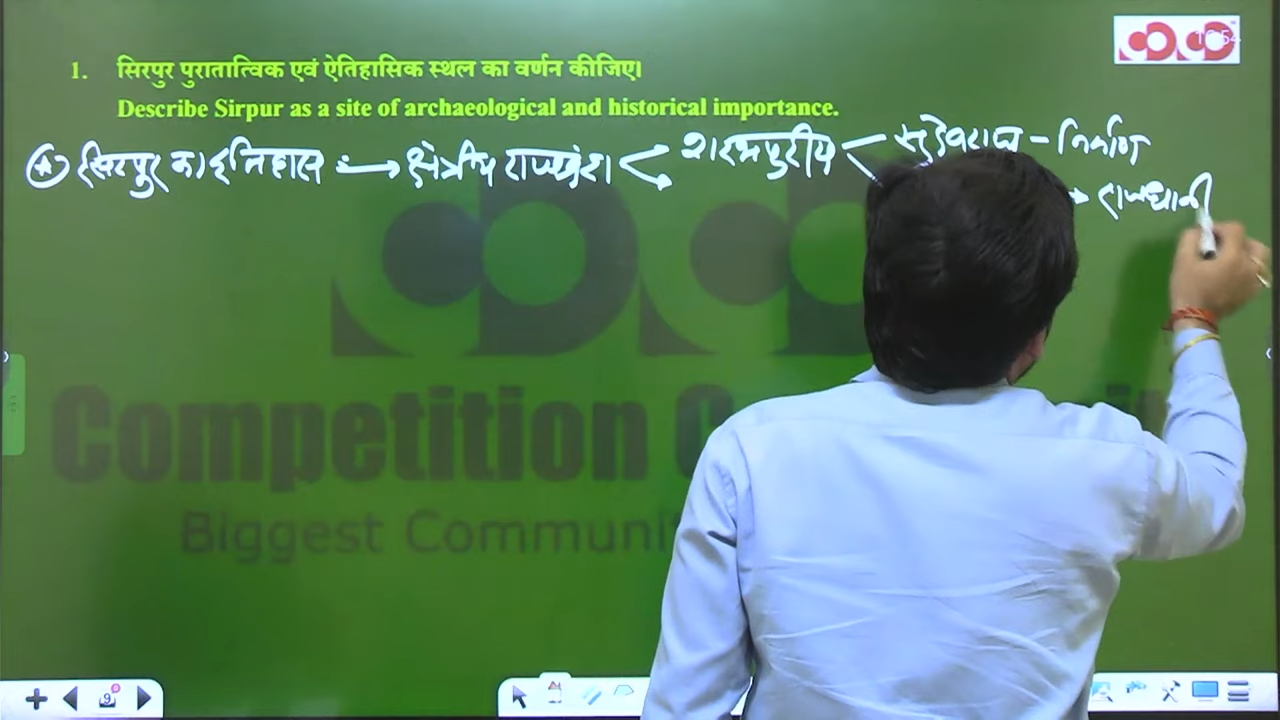 1. सिरपुर पुरातात्विक एवं ऐतिहासिक स्थल का वर्णन कीजिए।
Describe Sirpur as a site of archaeological and historical importance.
सिरपुर का इतिहास → क्षेत्रीय राजवंश शरभपुरीय सुदेवराज - निर्माण
→ राजधानी
Competition
Biggest Communi